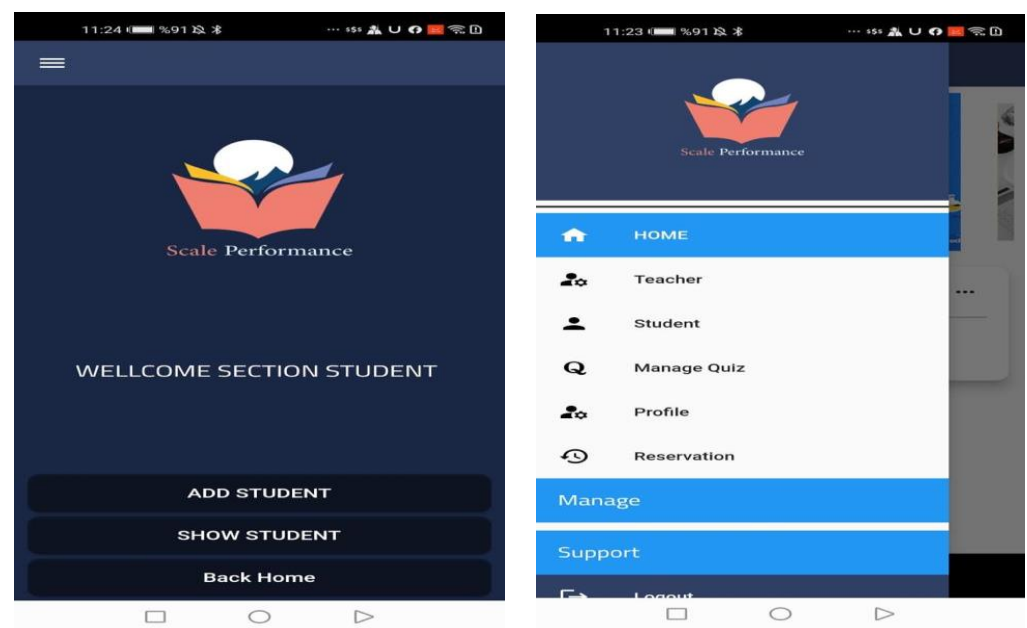 11:24 %91
Scale Performance
WELLCOME SECTION STUDENT
ADD STUDENT
SHOW STUDENT
Back Home
11:23 %91
Scale Performance
HOME
Teacher
Student
Manage Quiz
Profile
Reservation
Manage
Support
Logout